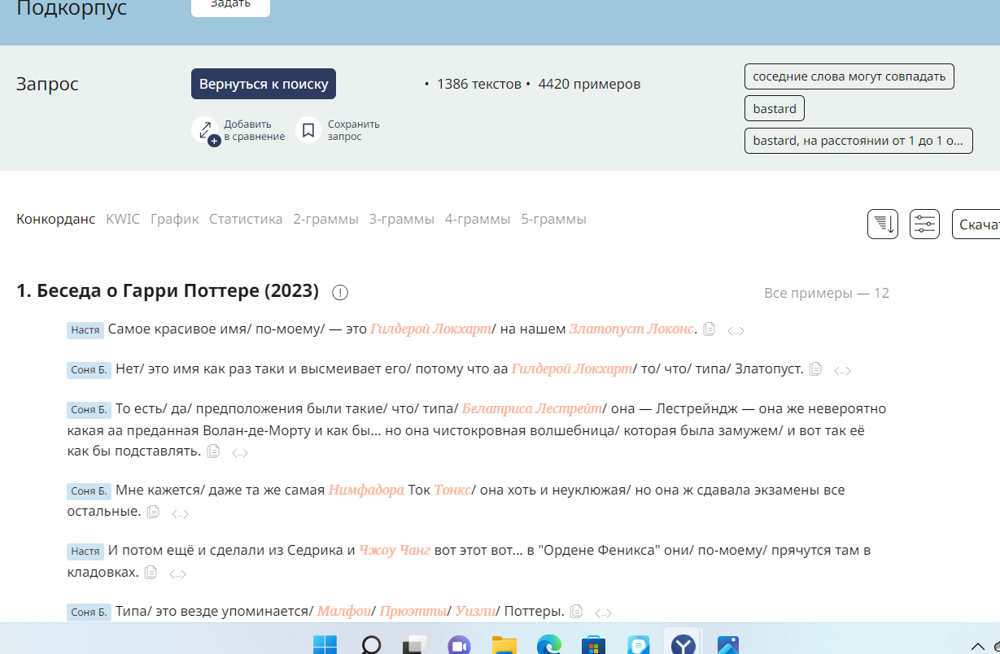 Подкорпус
Задать
Запрос
Вернуться к поиску
• 1386 текстов • 4420 примеров
соседние слова могут совпадать
bastard
bastard, на расстоянии от 1 до 1 о...
Добавить
в сравнение
Сохранить
запрос
Конкорданс KWIC График Статистика 2-граммы 3-граммы 4-граммы 5-граммы
Скачат
1. Беседа о Гарри Поттере (2023)
Все примеры — 12
Настя Самое красивое имя/ по-моему/ — это Гилдерой Локхарт/ на нашем Златопуст Локонс. <...>
Соня Б. Нет/ это имя как раз таки и высмеивает его/ потому что аа Гилдерой Локхарт/ то/ что/ типа/ Златопуст. <...>
Соня Б. То есть/ да/ предположения были такие/ что/ типа/ Белатриса Лестрейт/ она — Лестрейндж — она же невероятно
какая аа преданная Волан-де-Морту и как бы... но она чистокровная волшебница/ которая была замужем/ и вот так её
как бы подставлять. <...>
Соня Б. Мне кажется/ даже та же самая Нимфадора Ток Тонкс/ она хоть и неуклюжая/ но она ж сдавала экзамены все
остальные. <...>
Настя И потом ещё и сделали из Седрика и Чжоу Чанг вот этот вот... в "Ордене Феникса" они/ по-моему/ прячутся там в
кладовках. <...>
Соня Б. Типа/ это везде упоминается/ Малфои/ Прюэтты/ Уизли/ Поттеры. <...>